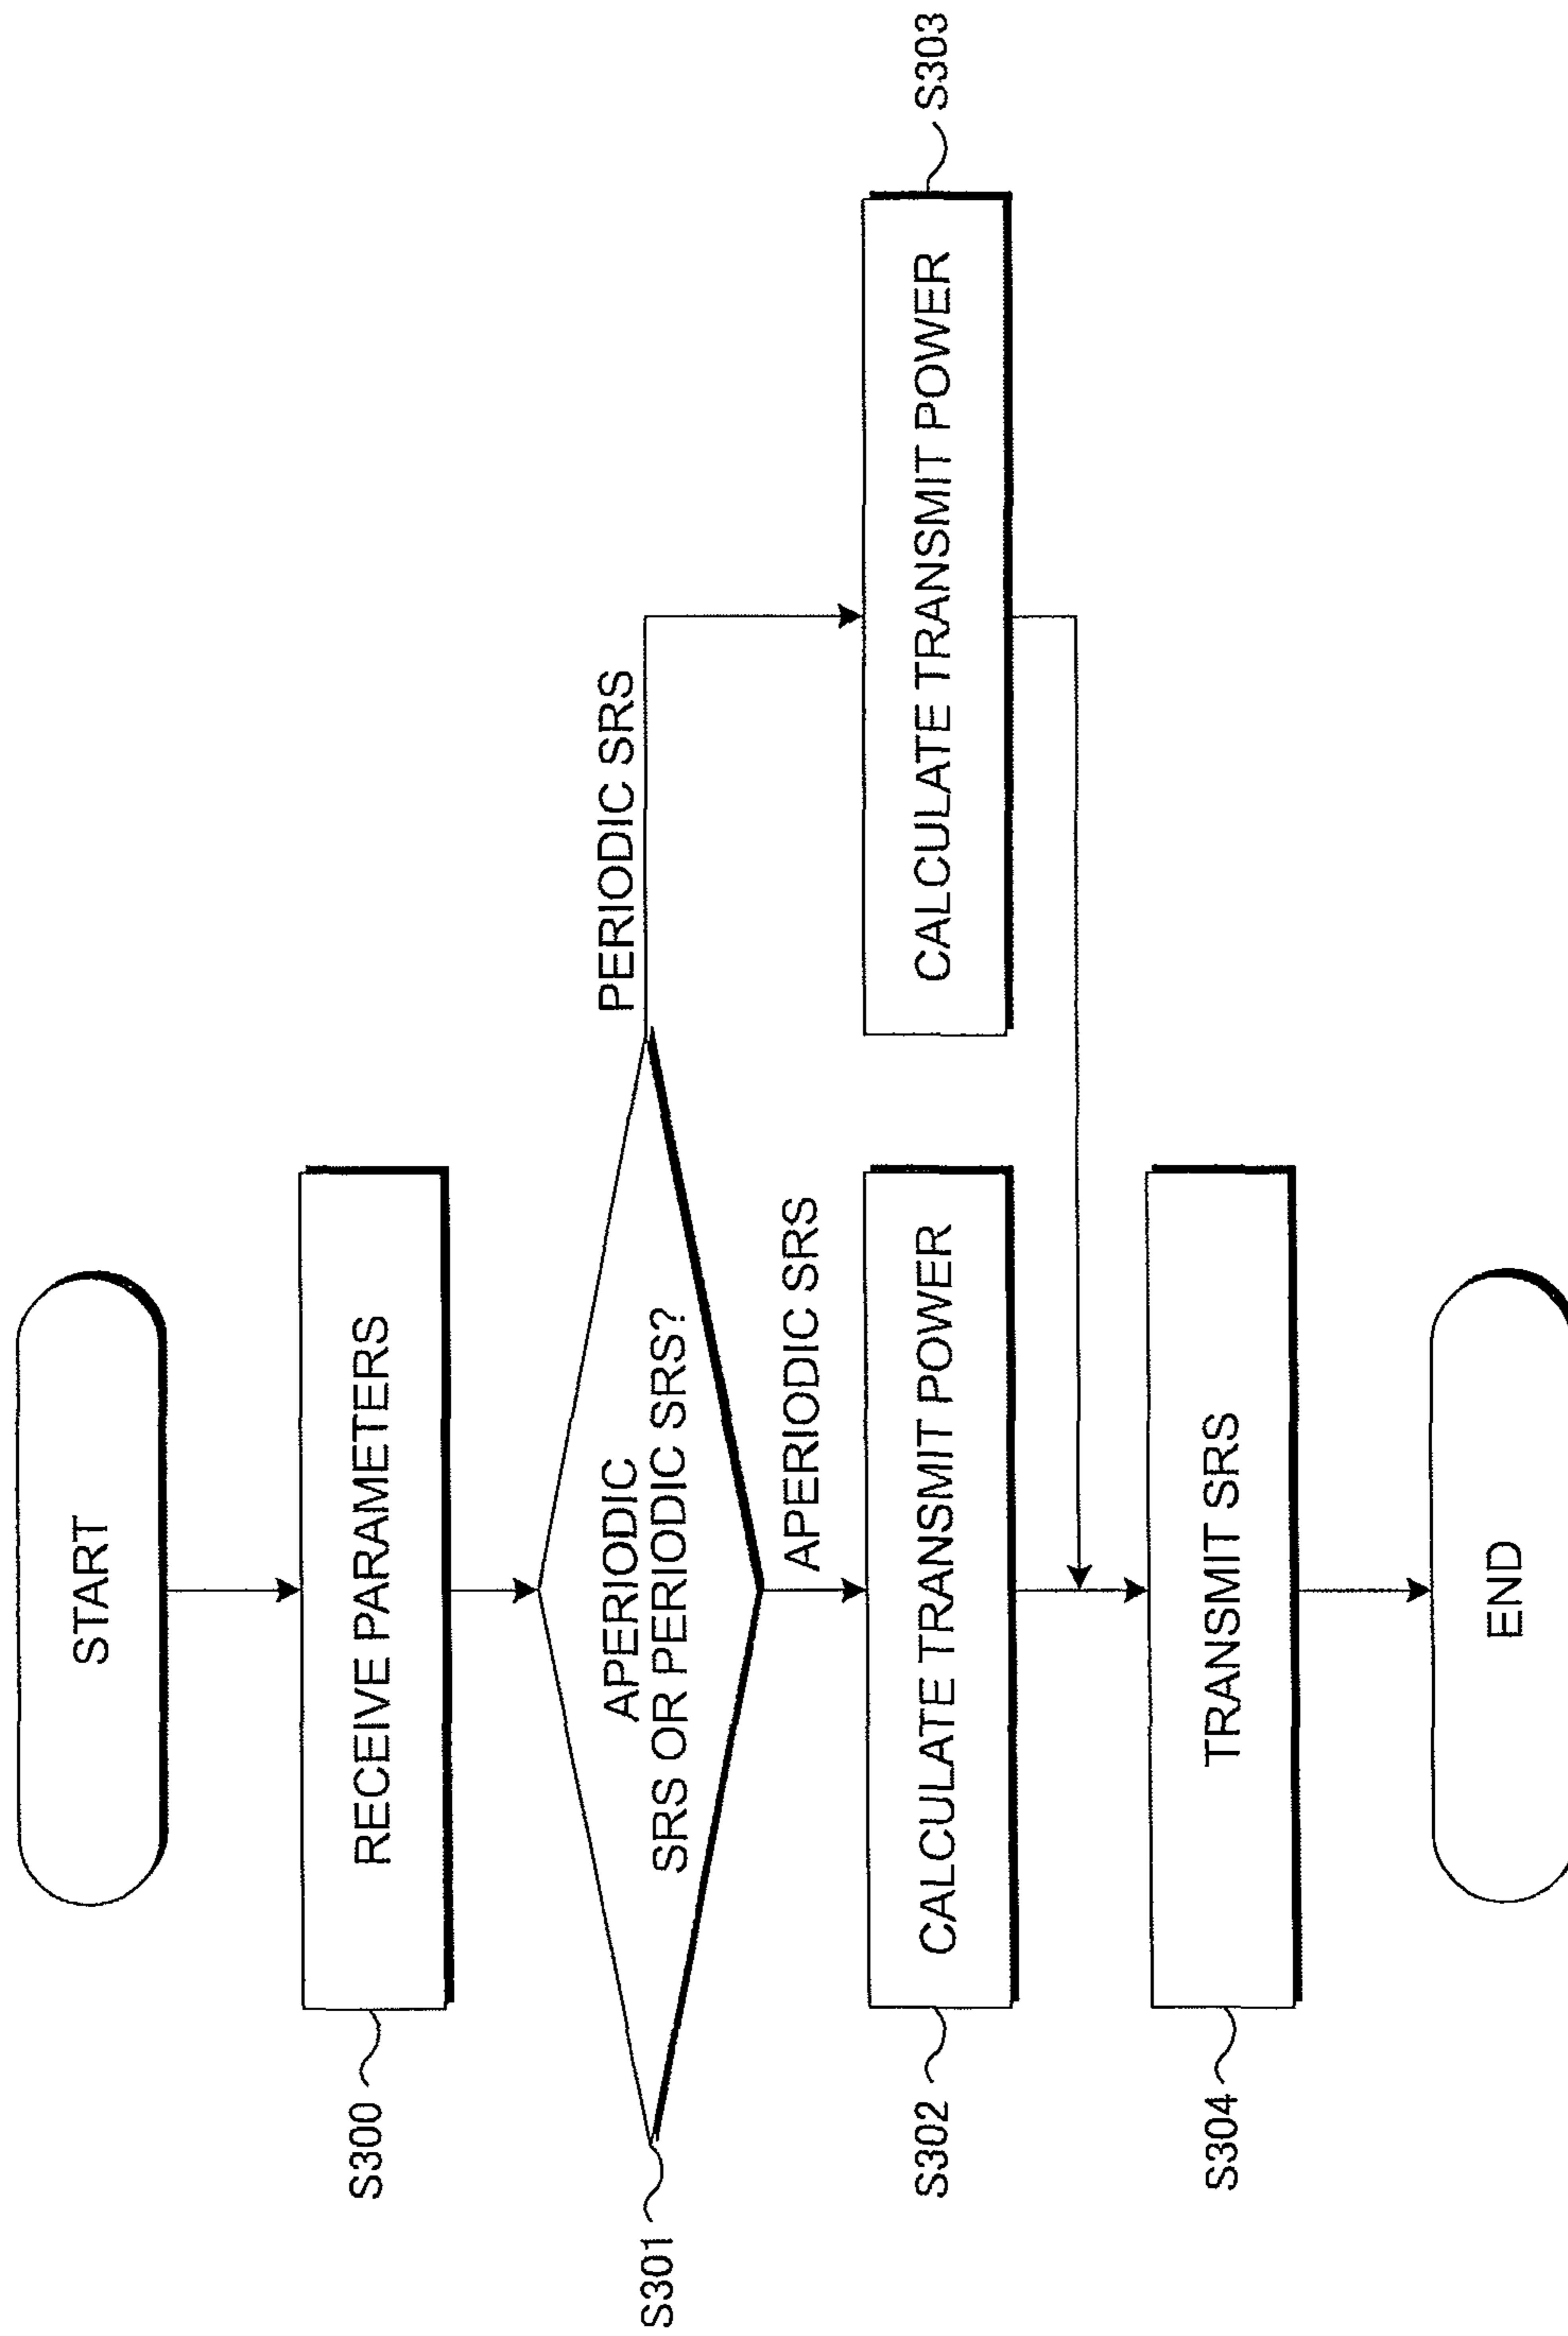 START
S300
RECEIVE PARAMETERS
S301
APERIODIC
SRS OR PERIODIC SRS?
PERIODIC SRS
APERIODIC SRS
S302
CALCULATE TRANSMIT POWER
CALCULATE TRANSMIT POWER
S303
S304
TRANSMIT SRS
END